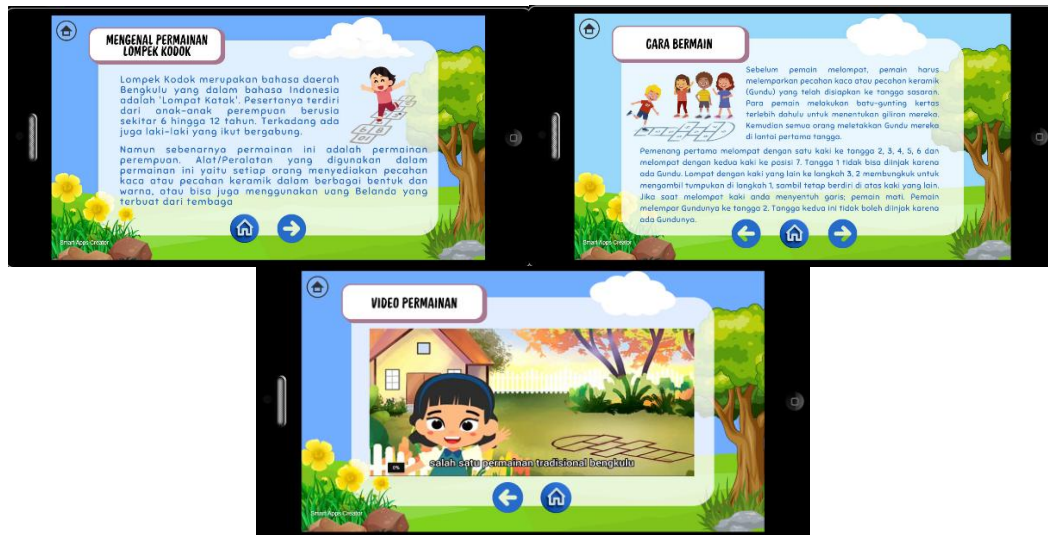 MENGENAL PERMAINAN
LOMPEK KODOK
Lompek Kodok merupakan bahasa daerah
Bengkulu yang dalam bahasa Indonesia
adalah 'Lompat Katak'. Pesertanya terdiri
dari anak-anak perempuan berusia
sekitar 6 hingga 12 tahun. Terkadang ada
juga laki-laki yang ikut bergabung.
Namun sebenarnya permainan ini adalah permainan
perempuan. Alat/Peralatan yang digunakan dalam
permainan ini yaitu setiap orang menyediakan pecahan
kaca atau pecahan keramik dalam berbagai bentuk dan
warna, atau bisa juga menggunakan uang Belanda yang
terbuat dari tembaga
Smart Apps Creator
CARA BERMAIN
Sebelum pemain melompat, pemain harus
melemparkan pecahan kaca atau pecahan keramik
(Gundu) yang telah disiapkan ke tangga sasaran.
Para pemain melakukan batu-gunting kertas
terlebih dahulu untuk menentukan giliran mereka.
Kemudian semua orang meletakkan Gundu mereka
di lantai pertama tangga.
Pemenang pertama melompat dengan satu kaki ke tangga 2, 3, 4, 5, 6 dan
melompat dengan kedua kaki ke posisi 7. Tangga 1 tidak bisa diinjak karena
ada Gundu. Lompat dengan kaki yang lain ke langkah 3, 2 membungkuk untuk
mengambil tumpukan di langkah 1, sambil tetap berdiri di atas kaki yang lain.
Jika saat melompat kaki anda menyentuh garis; pemain mati. Pemain
melempar Gundunya ke tangga 2. Tangga kedua ini tidak boleh diinjak karena
ada Gundunya.
Smart Apps Creator
VIDEO PERMAINAN
salah satu permainan tradisional bengkulu
Smart Apps Creator